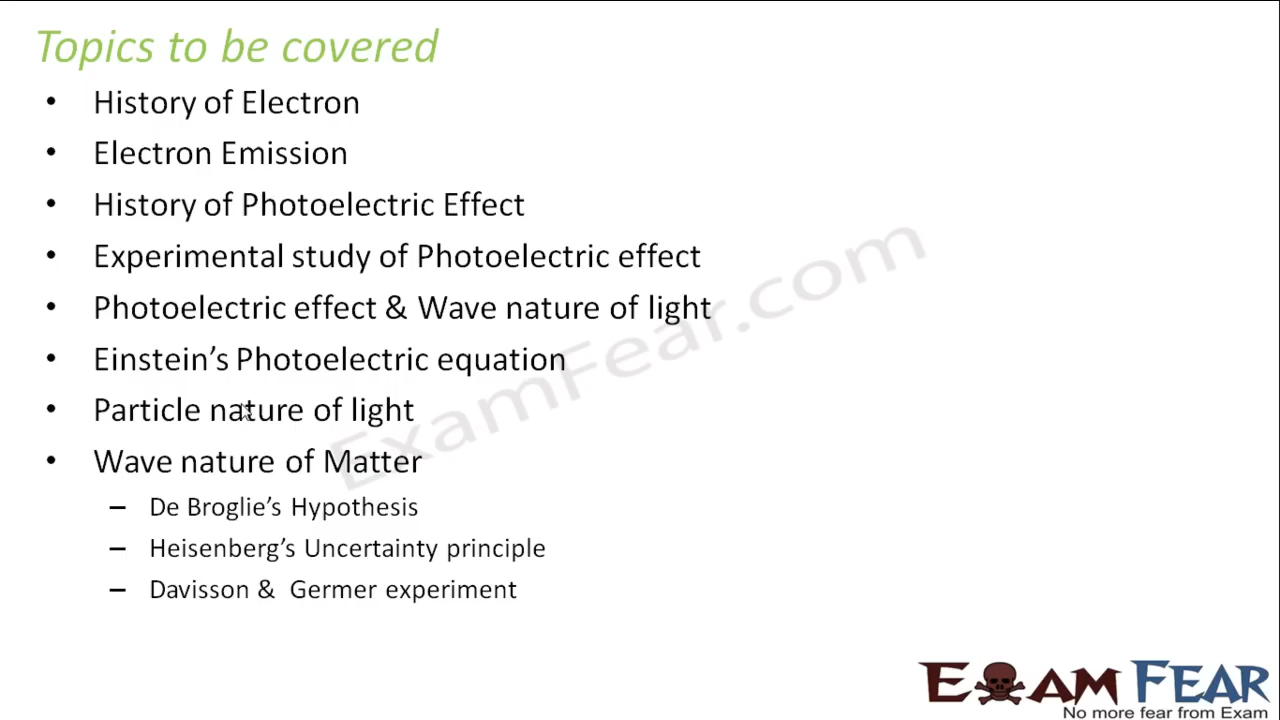 Topics to be covered
• History of Electron
• Electron Emission
• History of Photoelectric Effect
• Experimental study of Photoelectric effect
• Photoelectric effect & Wave nature of light
• Einstein’s Photoelectric equation
• Particle nature of light
• Wave nature of Matter
– De Broglie’s Hypothesis
– Heisenberg’s Uncertainty principle
– Davisson & Germer experiment
ExamFear.com
EXAM FEAR
No more fear from Exam